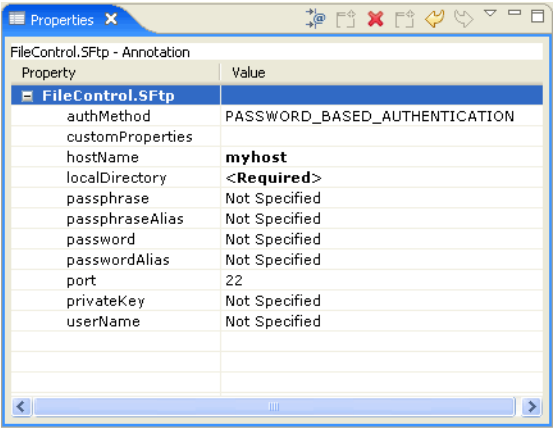 Properties
FileControl.SFtp - Annotation
Property Value
FileControl.SFtp
authMethod PASSWORD_BASED_AUTHENTICATION
customProperties
hostName myhost
localDirectory <Required>
passphrase Not Specified
passphraseAlias Not Specified
password Not Specified
passwordAlias Not Specified
port 22
privateKey Not Specified
userName Not Specified